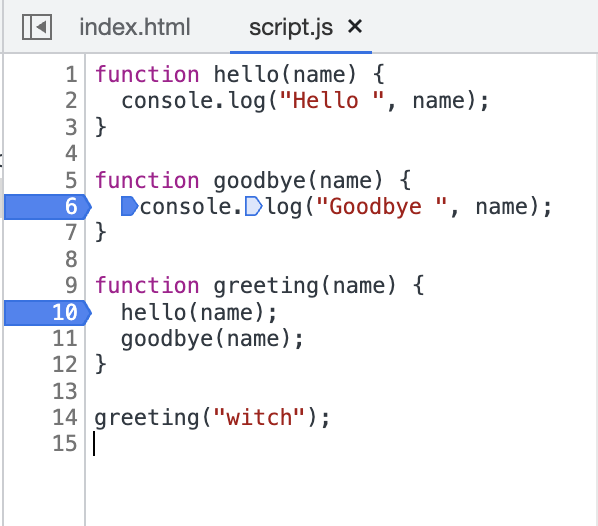 index.html script.js ×
1 function hello(name) {
2 console.log("Hello ", name);
3 }
4
5 function goodbye(name) {
6 console.log("Goodbye ", name);
7 }
8
9 function greeting(name) {
10 hello(name);
11 goodbye(name);
12 }
13
14 greeting("witch");
15